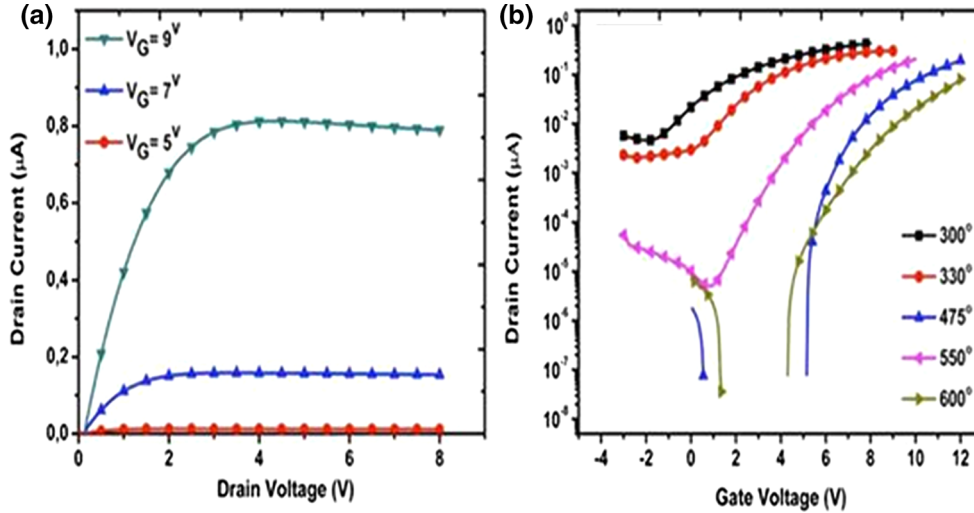 (a)
1,0
0,8
0,6
0,4
0,2
0,0
Drain Current (µA)
V_G= 9^V
V_G= 7^V
V_G= 5^V
0 2 4 6 8
Drain Voltage (V)
(b)
10^0
10^-1
10^-2
10^-3
10^-4
10^-5
10^-6
10^-7
10^-8
Drain Current (µA)
300°
330°
475°
550°
600°
-4 -2 0 2 4 6 8 10 12
Gate Voltage (V)